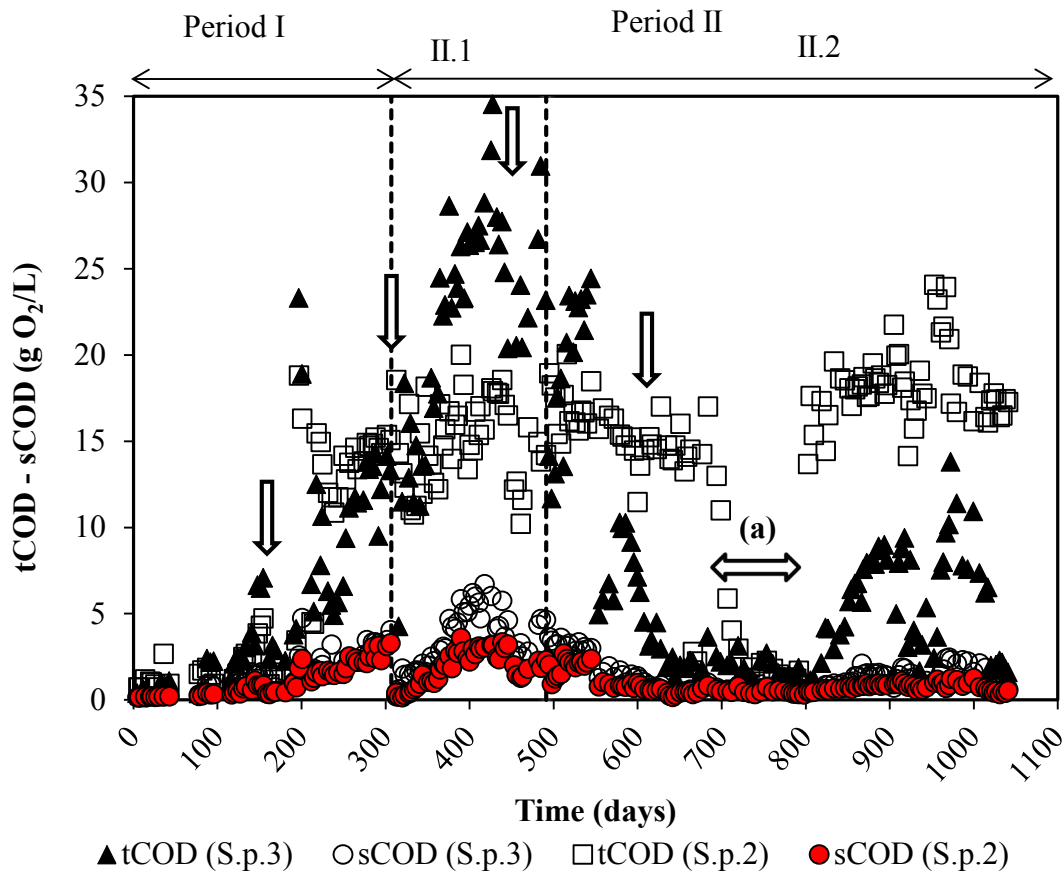 Period I
Period II
II.1
II.2
tCOD - sCOD (g O₂/L)
35
30
25
20
15
10
5
0
(a)
0
100
200
300
400
500
600
700
800
900
1000
1100
Time (days)
tCOD (S.p.3) sCOD (S.p.3) tCOD (S.p.2) sCOD (S.p.2)